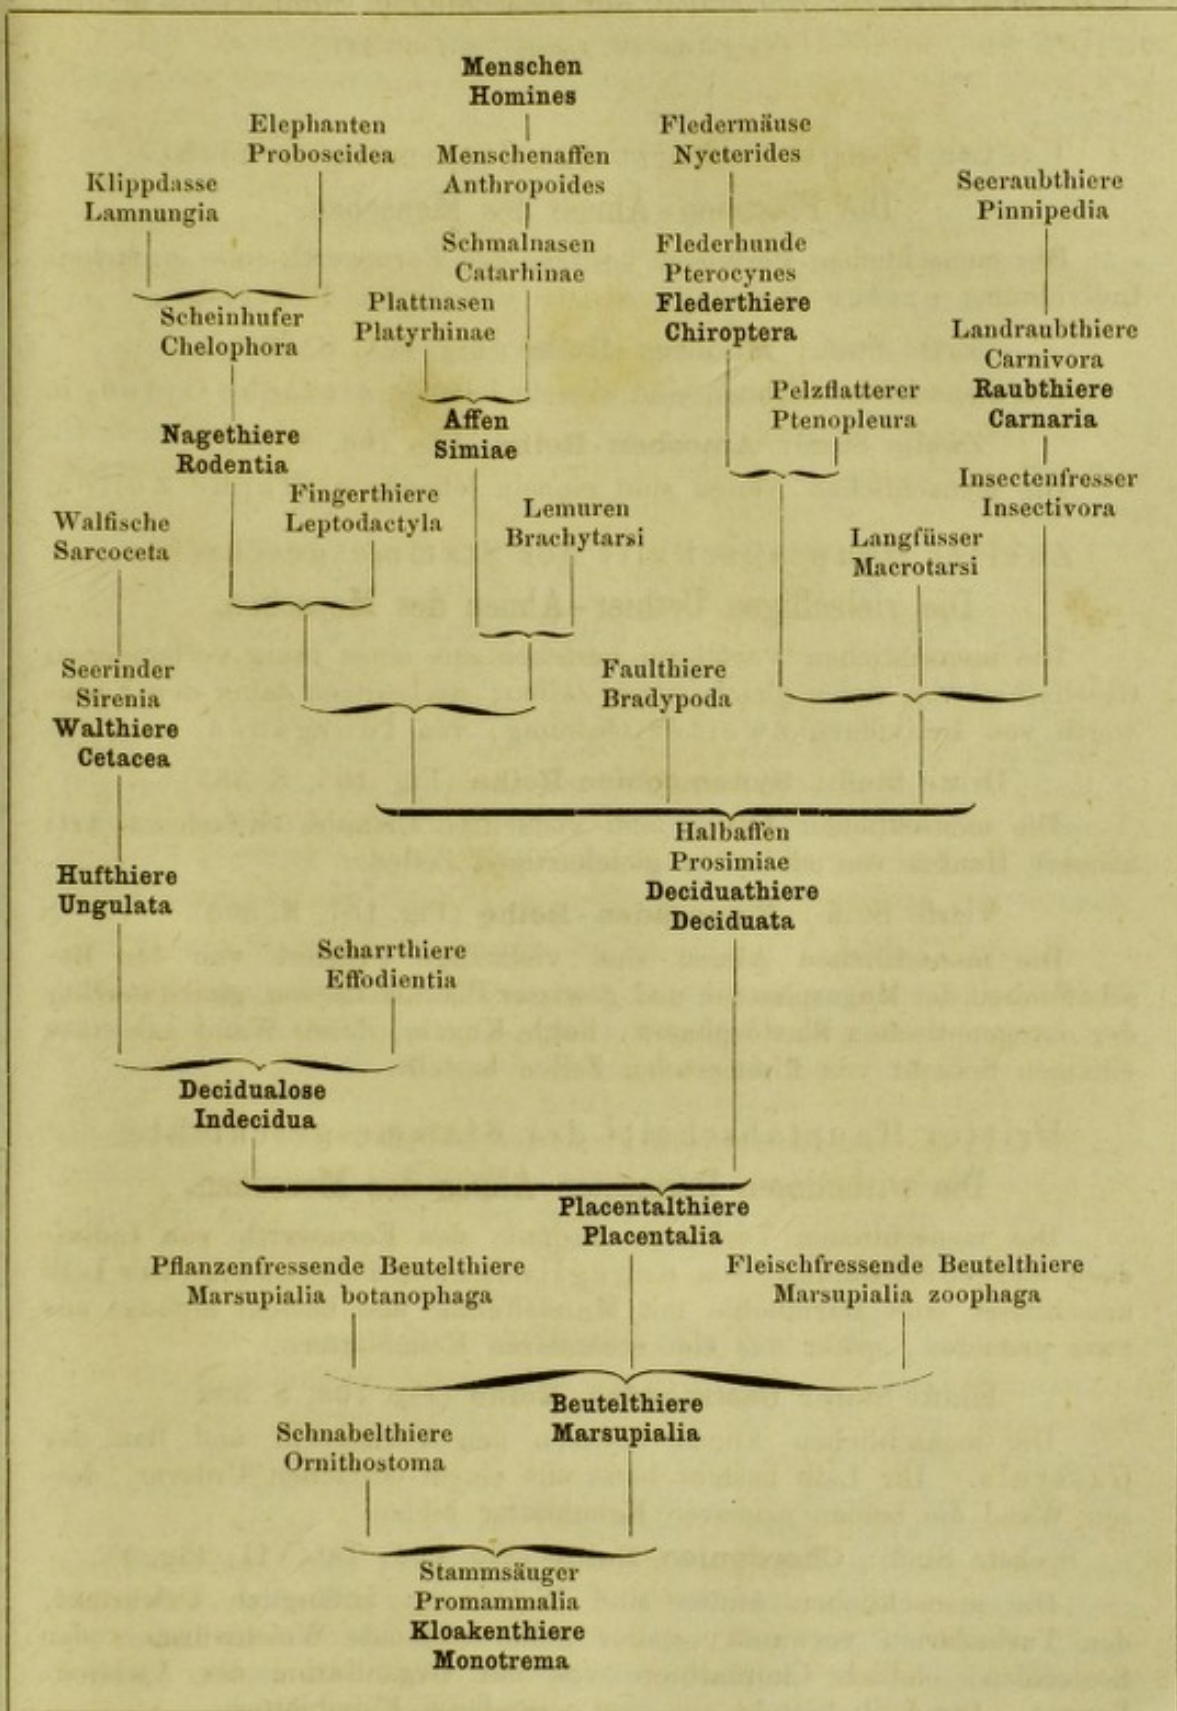 Menschen
Homines
Elephanten
Proboscidea
Menschenaffen
Anthropoides
Fledermäuse
Nycterides
Klippdasse
Lamnungia
Seeraubthiere
Pinnipedia
Schmalnasen
Catarhinae
Flederhunde
Pterocynes
Flederthiere
Chiroptera
Plattnasen
Platyrhinae
Scheinhufer
Chelophora
Landraubthiere
Carnivora
Raubthiere
Carnaria
Pelzflatterer
Ptenopleura
Affen
Simiae
Nagethiere
Rodentia
Insectenfresser
Insectivora
Fingerthiere
Leptodactyla
Lemuren
Brachytarsi
Walfische
Sarcoceta
Langfüsser
Macrotarsi
Seerinder
Sirenia
Walthiere
Cetacea
Faulthiere
Bradypoda
Halbaffen
Prosimiae
Deciduathiere
Deciduata
Hufthiere
Ungulata
Scharrthiere
Effodientia
Decidualose
Indecidua
Placentalthiere
Placentalia
Pflanzenfressende Beutelthiere
Marsupialia botanophaga
Fleischfressende Beutelthiere
Marsupialia zoophaga
Beutelthiere
Marsupialia
Schnabelthiere
Ornithostoma
Stammsäuger
Promammalia
Kloakenthiere
Monotrema